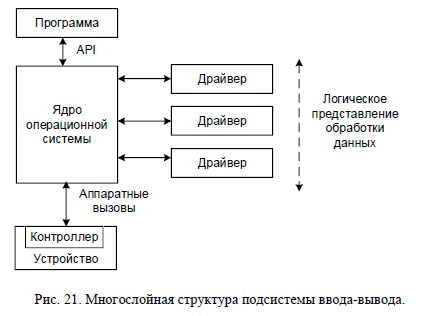 Программа
API
Ядро
операционной
системы
Драйвер
Драйвер
Драйвер
Логическое
представление
обработки
данных
Аппаратные
вызовы
Контроллер
Устройство
Рис. 21. Многослойная структура подсистемы ввода-вывода.